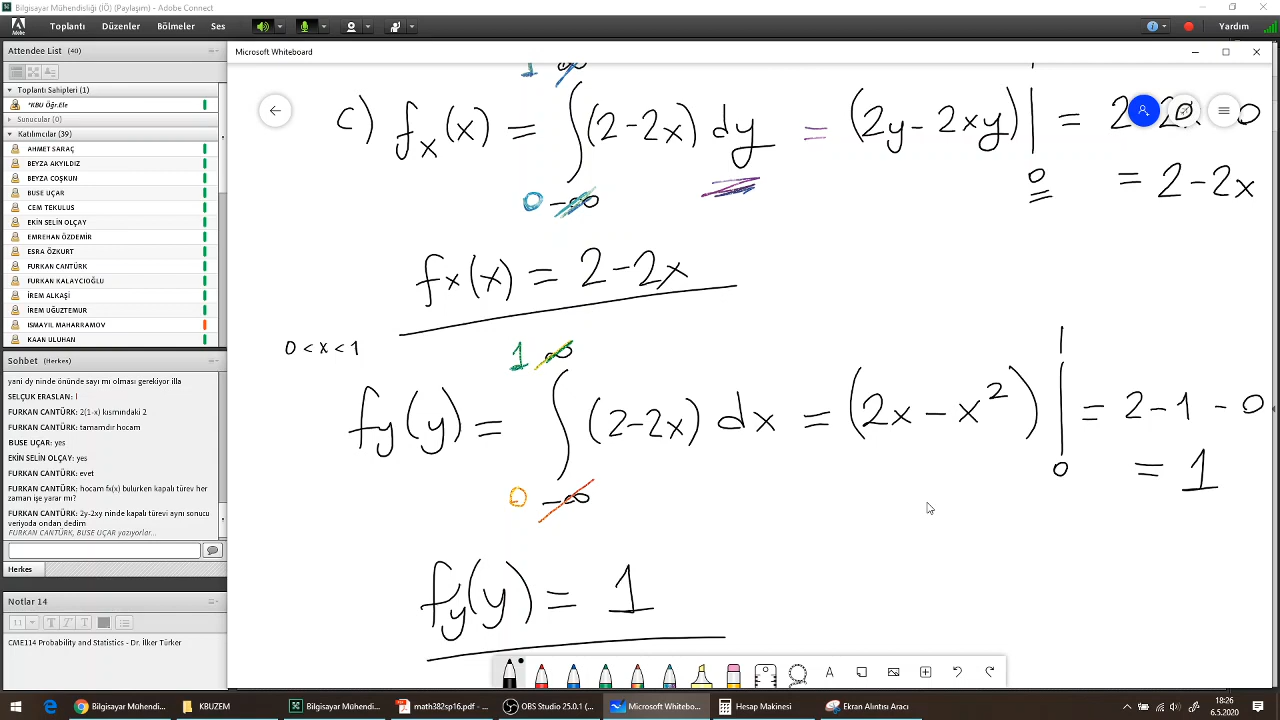 Bilgisayar Mühendisliği (İÖ) (Paylaşım) - Adobe Connect
Adobe
Toplantı Düzenler Bölmeler Ses Yardım
Attendee List (40)
Toplantı Sahipleri (1)
*KBU Öğr.Ele
Sunucular (0)
Katılımcılar (39)
AHMET SARAÇ
BEYZA AKYILDIZ
BEYZA COŞKUN
BUSE UÇAR
CEM TEKULUS
EKİN SELİN OLÇAY
EMREHAN ÖZDEMİR
ESRA ÖZKURT
FURKAN CANTÜRK
FURKAN KALAYCIOĞLU
İREM ALKAŞİ
İREM UĞUZTEMUR
ISMAYIL MAHARRAMOV
KAAN ULUHAN
Sohbet (Herkes)
yani dy ninde önünde sayı mı olması gerekiyor illa
SELÇUK ERASLAN: I
FURKAN CANTÜRK: 2(1-x) kısmındaki 2
FURKAN CANTÜRK: tamamdır hocam
BUSE UÇAR: yes
EKİN SELİN OLÇAY: yes
FURKAN CANTÜRK: evet
FURKAN CANTÜRK: hocam fx(x) bulurken kapalı türev her
zaman işe yarar mı?
FURKAN CANTÜRK: 2y-2xy ninde kapalı türevi aynı sonucu
veriyoda ondan dedim
FURKAN CANTÜRK, BUSE UÇAR yazıyorlar...
Herkes
Notlar 14
11 T T T
CME114 Probability and Statistics - Dr. İlker Türker
Microsoft Whiteboard
1 ∞
c) fx(x) = ∫(2-2x) dy = (2y - 2xy)| =
0 -∞ 0
= 2-2x
fx(x) = 2-2x
0 < x < 1
1 ∞ 1
fy(y) = ∫ (2-2x) dx = (2x - x²)| = 2-1-0
0 -∞ 0
= 1
fy(y) = 1
A
Bilgisayar Mühendi... KBUZEM Bilgisayar Mühendi... math382sp16.pdf - ... OBS Studio 25.0.1 (... Microsoft Whitebo... Hesap Makinesi Ekran Alıntısı Aracı
18:26
6.5.2020